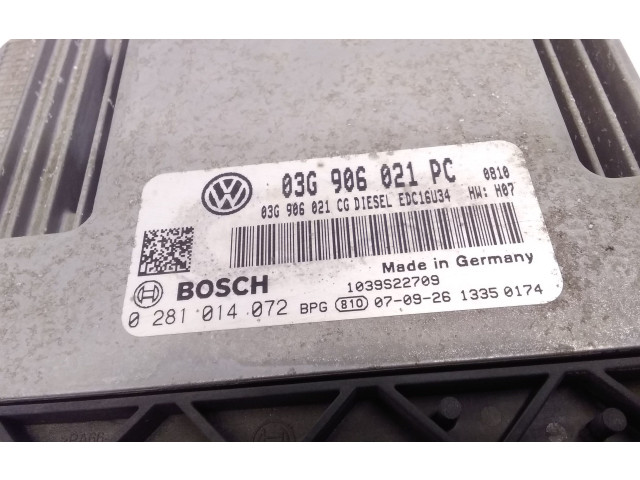 03G 906 021 PC 0810
03G 906 021 CG DIESEL EDC16U34 HW: H07
Made in Germany
BOSCH 1039S22709
0 281 014 072 BPG 810 07-09-26 1335 0174